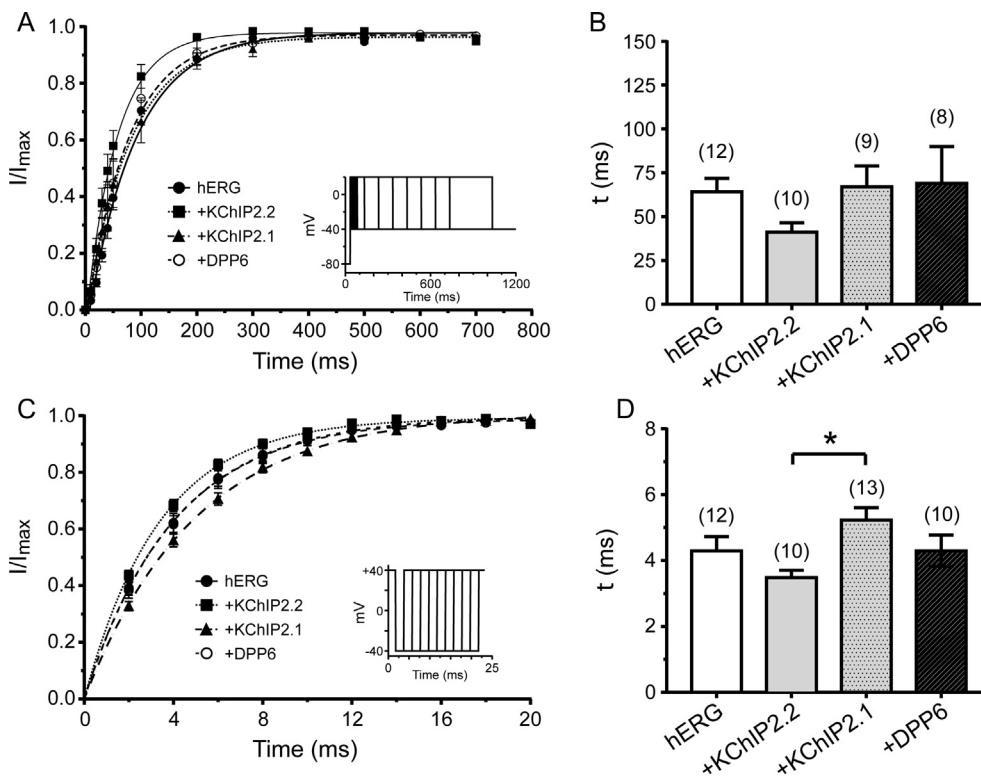 A
I/Imax
1.0
0.8
0.6
0.4
0.2
0.0
hERG
+KChIP2.2
+KChIP2.1
+DPP6
mV
0
-40
-80
0 600 1200
Time (ms)
0 100 200 300 400 500 600 700 800
Time (ms)
B
t (ms)
150
125
100
75
50
25
0
(12)
(10)
(9)
(8)
hERG
+KChIP2.2
+KChIP2.1
+DPP6
C
I/Imax
1.0
0.8
0.6
0.4
0.2
0.0
hERG
+KChIP2.2
+KChIP2.1
+DPP6
mV
+40
0
-40
0 25
Time (ms)
0 4 8 12 16 20
Time (ms)
D
t (ms)
8
6
4
2
0
*
(12)
(10)
(13)
(10)
hERG
+KChIP2.2
+KChIP2.1
+DPP6